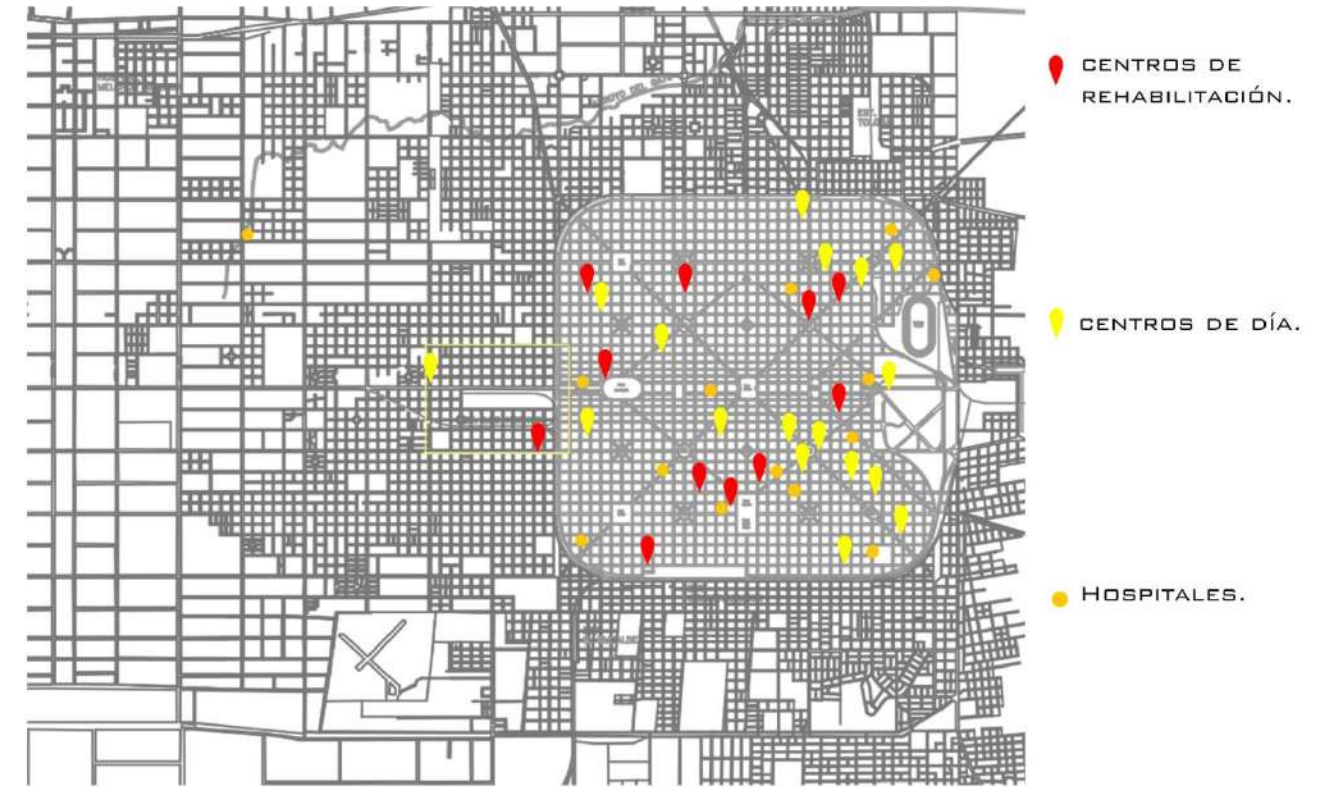 CENTROS DE
REHABILITACIÓN.
CENTROS DE DÍA.
HOSPITALES.